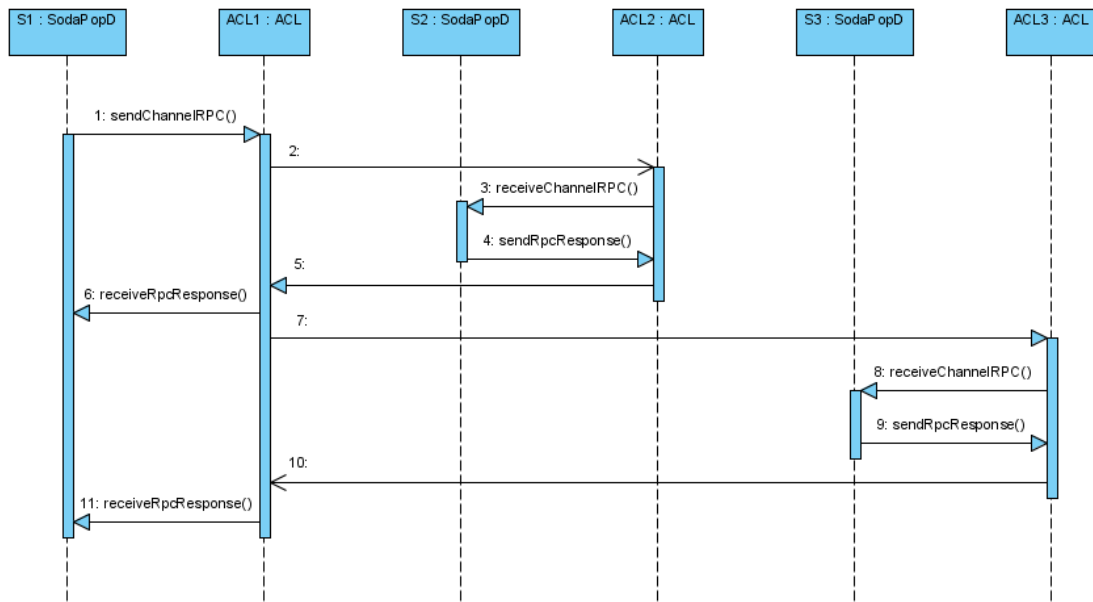 S1 : SodaPopD
ACL1 : ACL
S2 : SodaPopD
ACL2 : ACL
S3 : SodaPopD
ACL3 : ACL
1: sendChannelRPC()
2:
3: receiveChannelRPC()
4: sendRpcResponse()
5:
6: receiveRpcResponse()
7:
8: receiveChannelRPC()
9: sendRpcResponse()
10:
11: receiveRpcResponse()